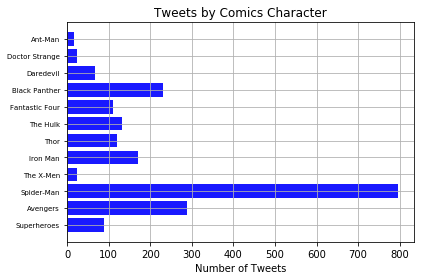 Tweets by Comics Character
Ant-Man
Doctor Strange
Daredevil
Black Panther
Fantastic Four
The Hulk
Thor
Iron Man
The X-Men
Spider-Man
Avengers
Superheroes
0 100 200 300 400 500 600 700 800
Number of Tweets